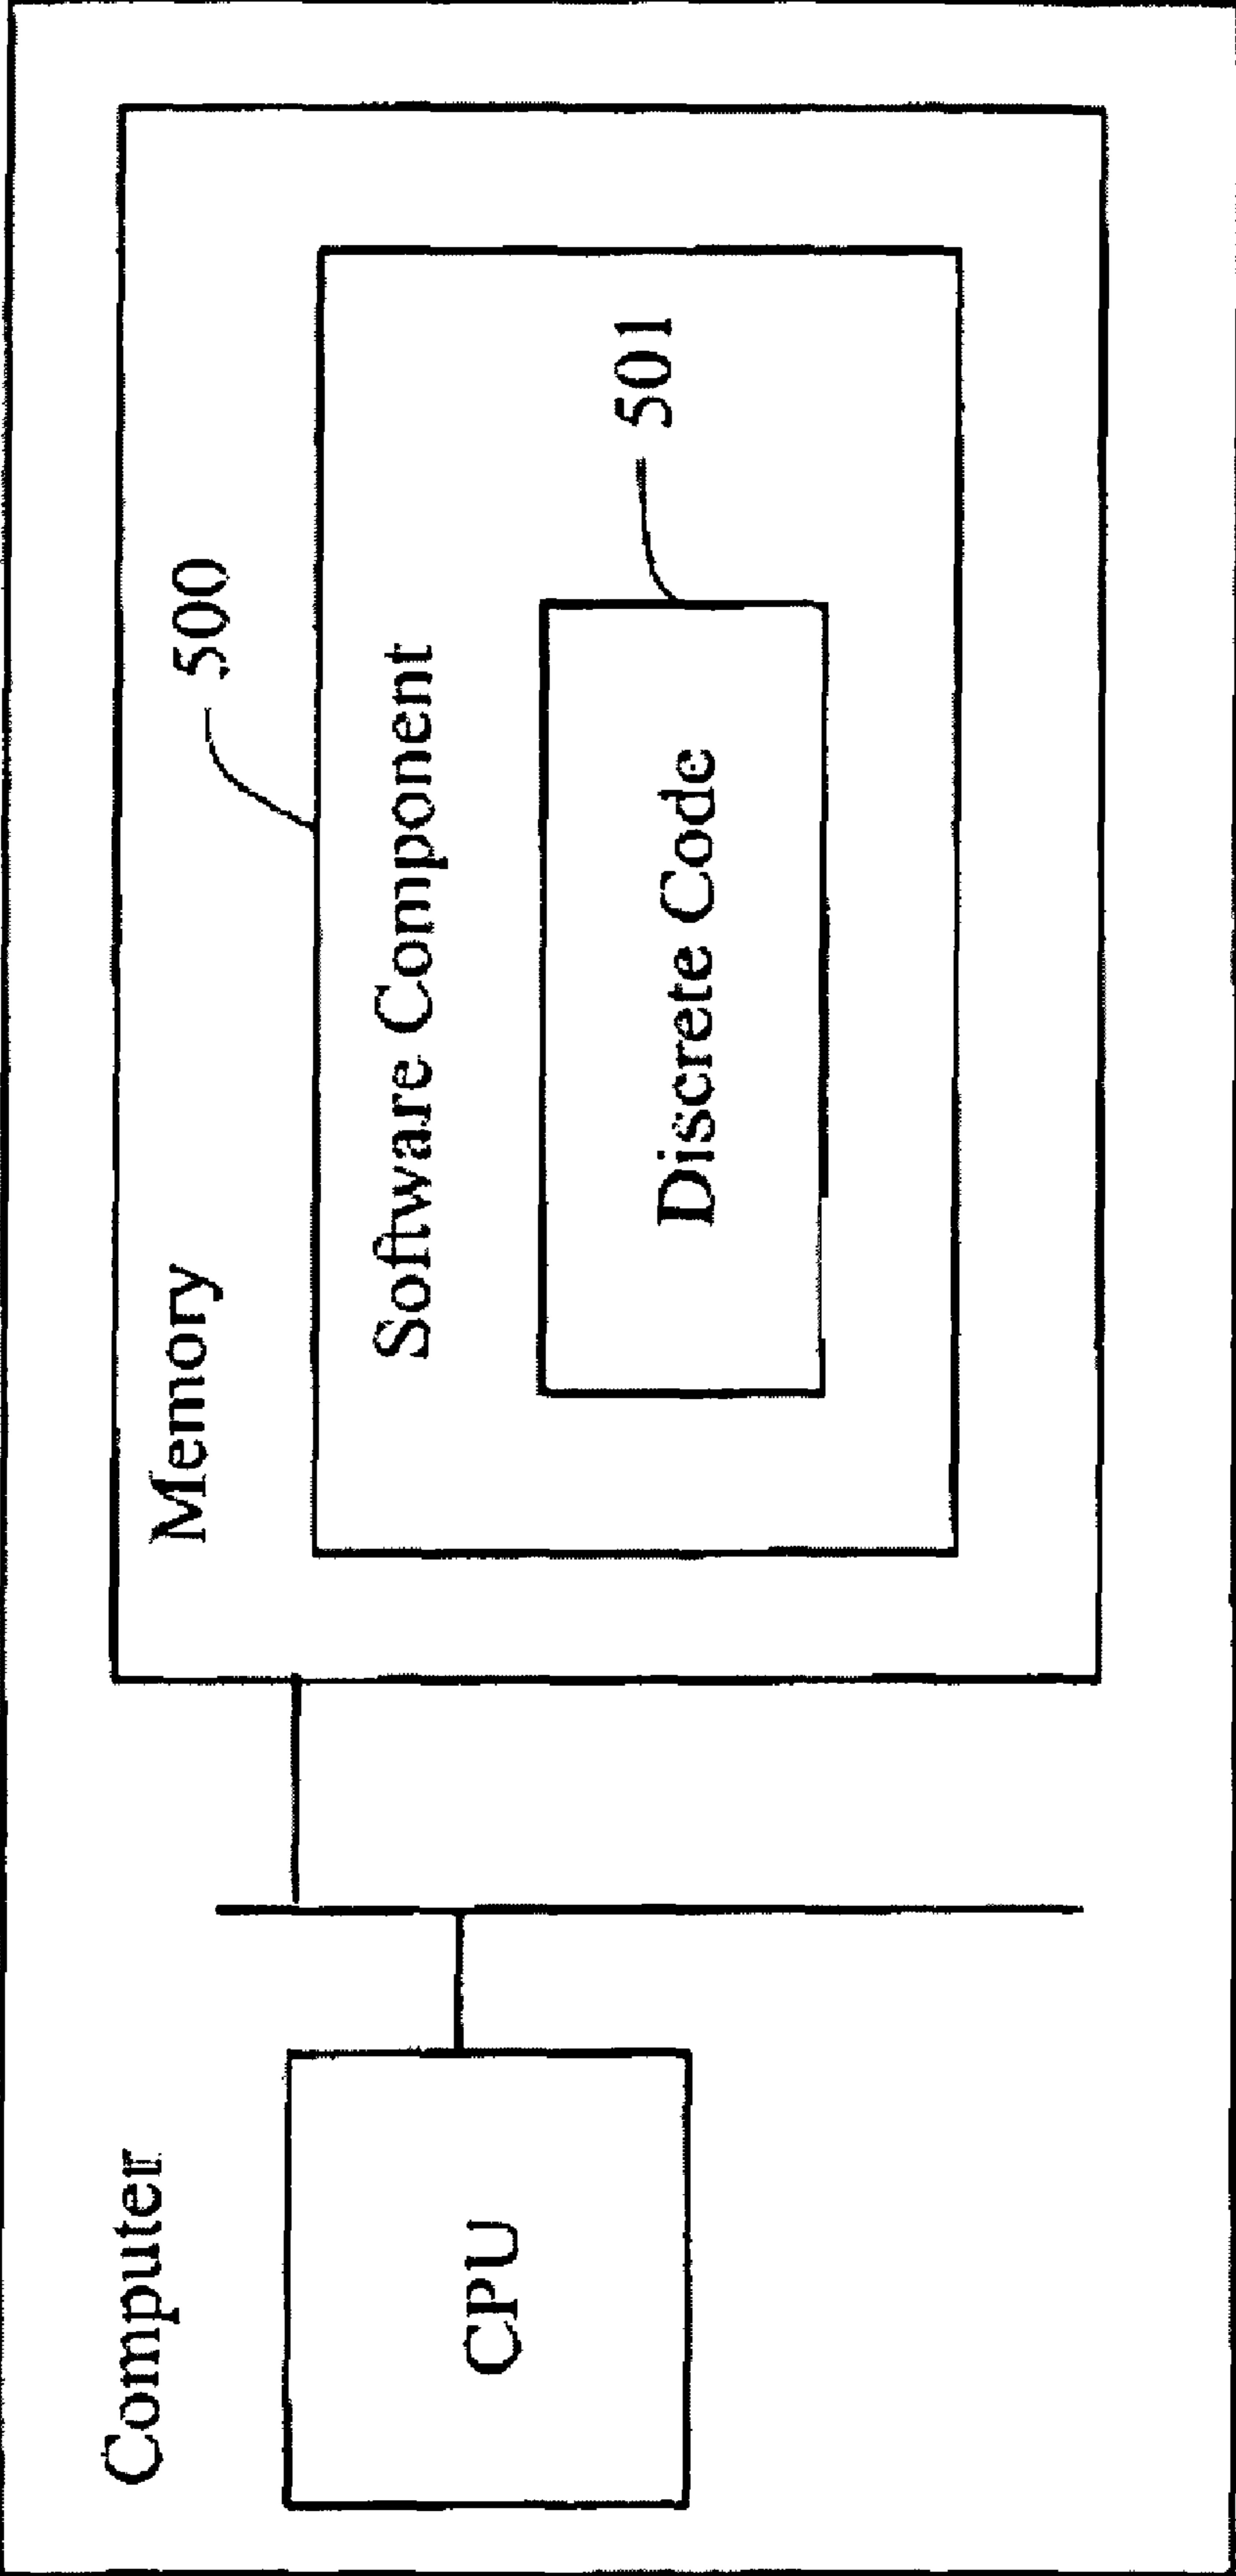 Computer
CPU
Memory
500
Software Component
501
Discrete Code